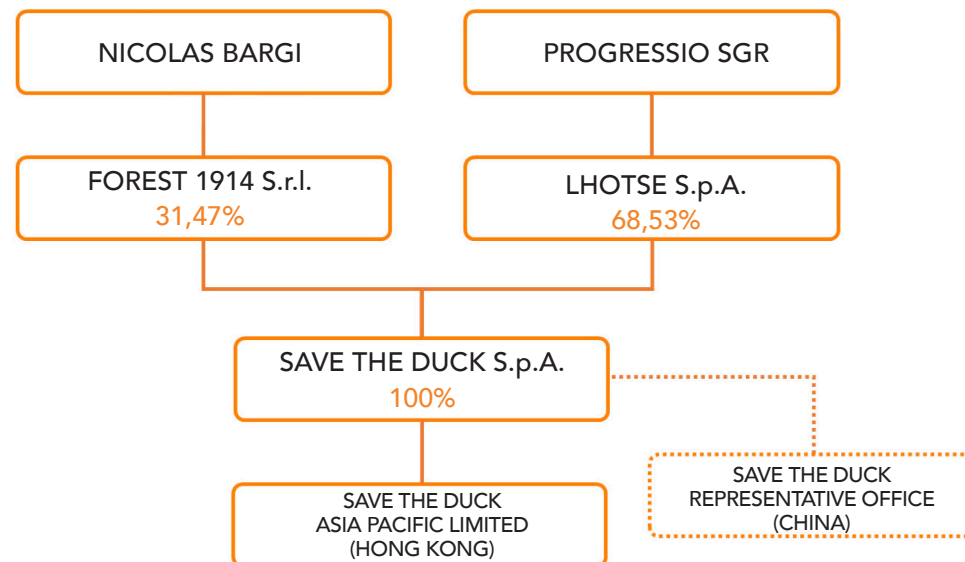 NICOLAS BARGI
PROGRESSIO SGR
FOREST 1914 S.r.l.
31,47%
LHOTSE S.p.A.
68,53%
SAVE THE DUCK S.p.A.
100%
SAVE THE DUCK
ASIA PACIFIC LIMITED
(HONG KONG)
SAVE THE DUCK
REPRESENTATIVE OFFICE
(CHINA)